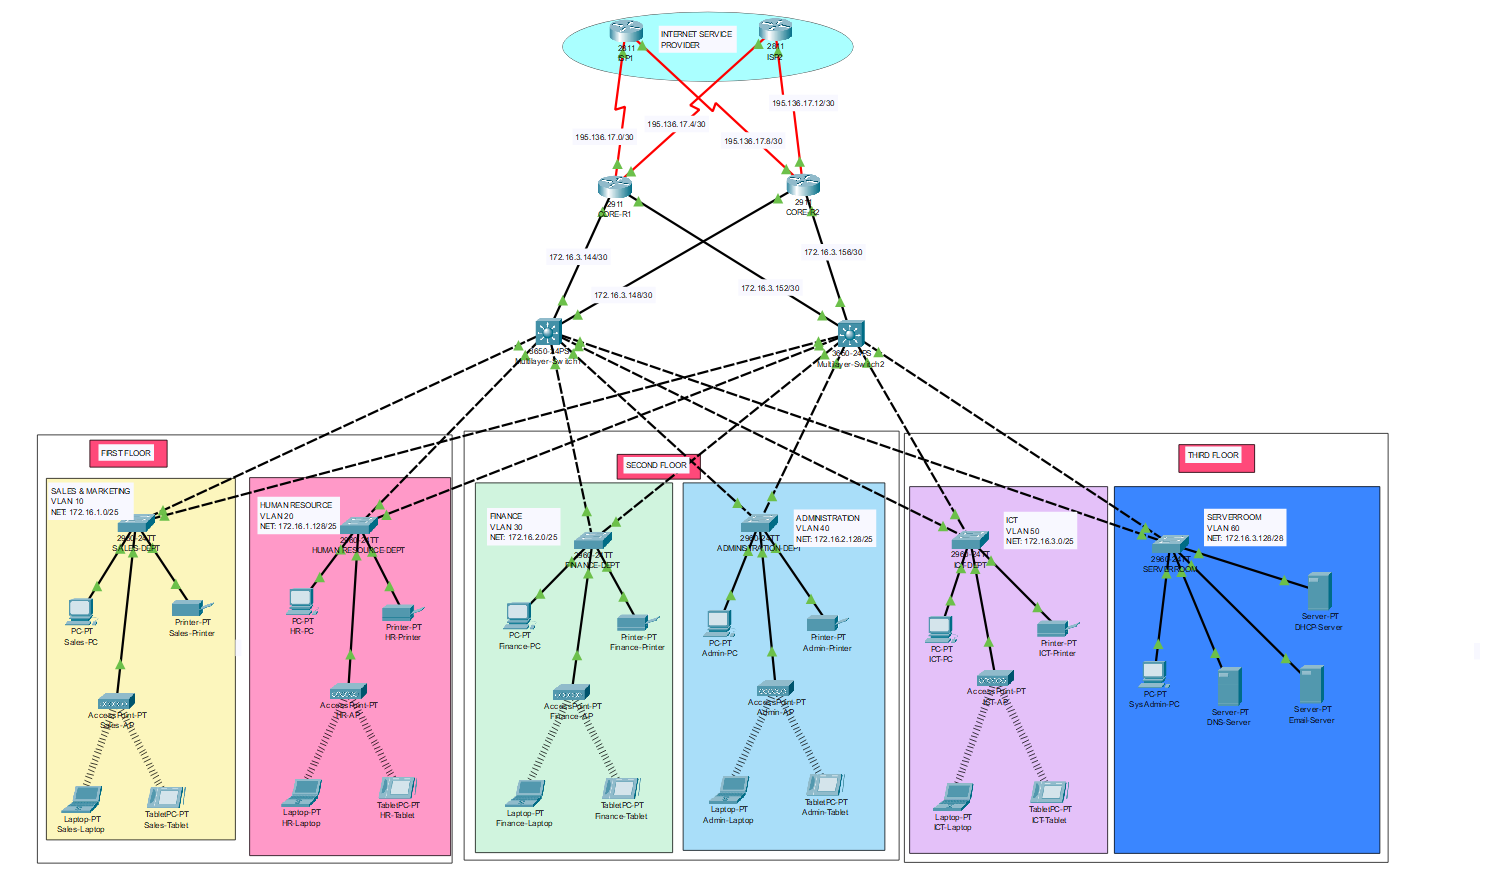 INTERNET SERVICE
PROVIDER
2811
ISP1
2811
ISP2
195.136.17.12/30
195.136.17.4/30
195.136.17.0/30
195.136.17.8/30
2911
CORE-R1
2911
CORE-R2
172.16.3.144/30
172.16.3.156/30
172.16.3.148/30
172.16.3.152/30
3650-24PS
Multilayer-Switch1
3650-24PS
Multilayer-Switch2
FIRST FLOOR
SALES & MARKETING
VLAN 10
NET: 172.16.1.0/25
2960-24TT
SALES-DEPT
PC-PT
Sales-PC
Printer-PT
Sales-Printer
AccessPoint-PT
Sales-AP
Laptop-PT
Sales-Laptop
TabletPC-PT
Sales-Tablet
HUMAN RESOURCE
VLAN 20
NET: 172.16.1.128/25
2960-24TT
HUMAN RESOURCE-DEPT
PC-PT
HR-PC
Printer-PT
HR-Printer
AccessPoint-PT
HR-AP
Laptop-PT
HR-Laptop
TabletPC-PT
HR-Tablet
SECOND FLOOR
FINANCE
VLAN 30
NET: 172.16.2.0/25
2960-24TT
FINANCE-DEPT
PC-PT
Finance-PC
Printer-PT
Finance-Printer
AccessPoint-PT
Finance-AP
Laptop-PT
Finance-Laptop
TabletPC-PT
Finance-Tablet
ADMINISTRATION
VLAN 40
NET: 172.16.2.128/25
2960-24TT
ADMINISTRATION-DEPT
PC-PT
Admin-PC
Printer-PT
Admin-Printer
AccessPoint-PT
Admin-AP
Laptop-PT
Admin-Laptop
TabletPC-PT
Admin-Tablet
THIRD FLOOR
ICT
VLAN 50
NET: 172.16.3.0/25
2960-24TT
ICT-DEPT
PC-PT
ICT-PC
Printer-PT
ICT-Printer
AccessPoint-PT
ICT-AP
Laptop-PT
ICT-Laptop
TabletPC-PT
ICT-Tablet
SERVERROOM
VLAN 60
NET: 172.16.3.128/28
2960-24TT
SERVERROOM
Server-PT
DHCP-Server
PC-PT
SysAdmin-PC
Server-PT
DNS-Server
Server-PT
Email-Server